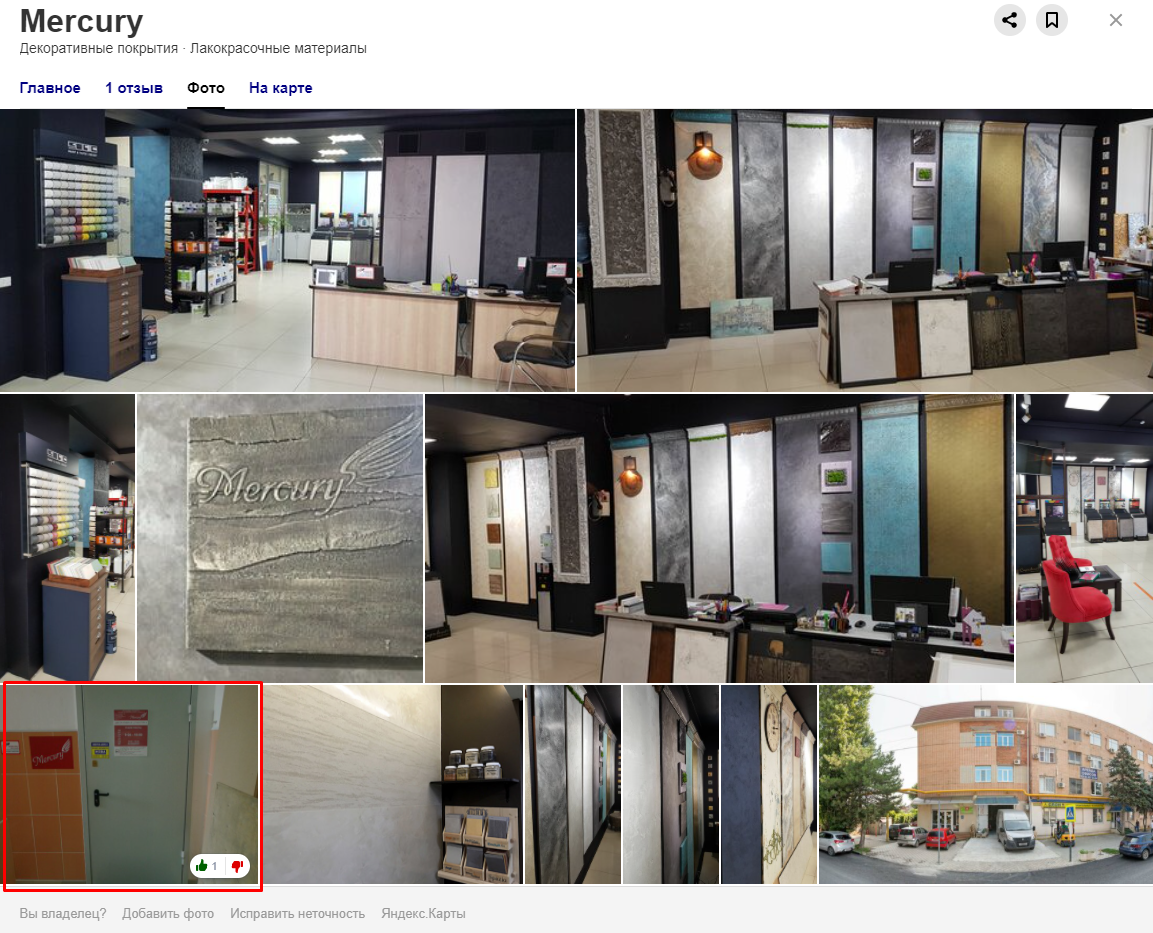 Mercury
Декоративные покрытия · Лакокрасочные материалы
Главное
1 отзыв
Фото
На карте
Mercury
Mercury
1
Вы владелец?
Добавить фото
Исправить неточность
Яндекс.Карты